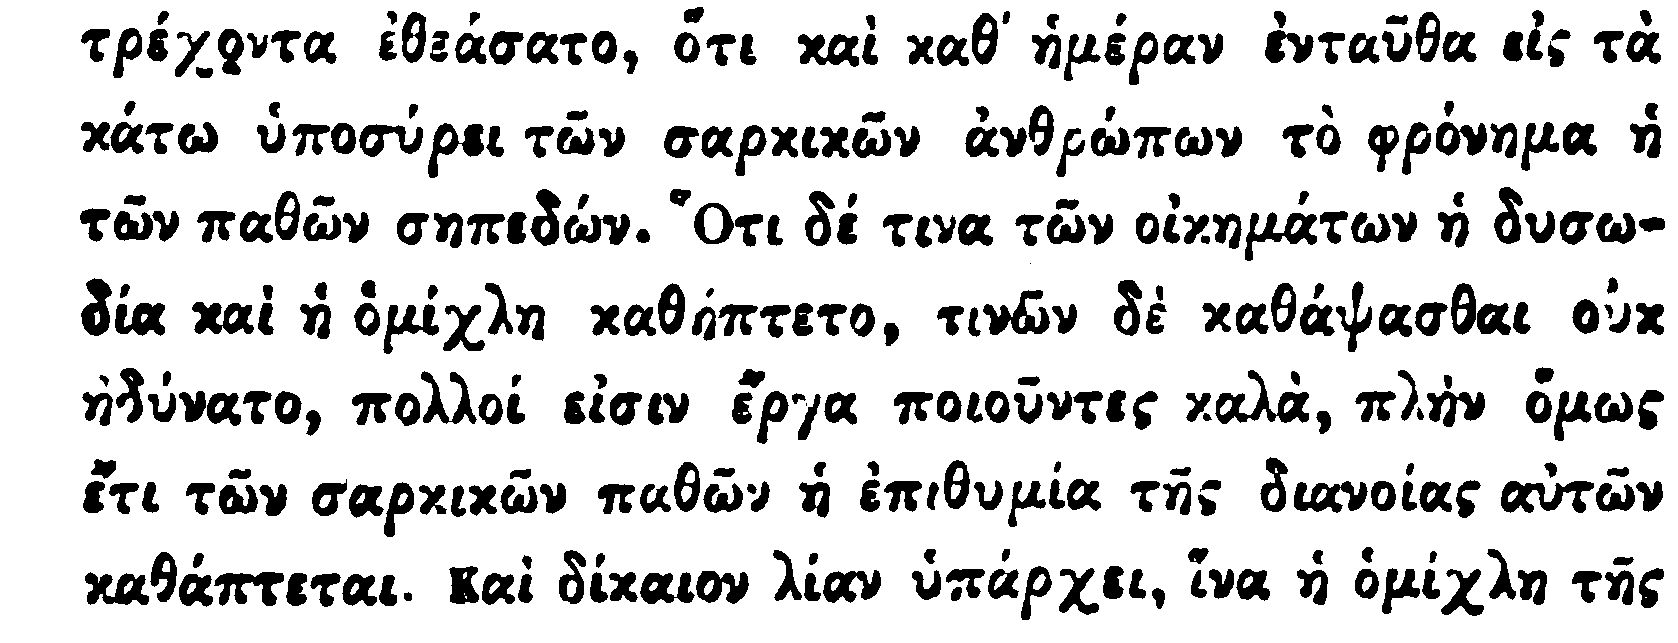 τρέχοντα ἐθεάσατο, ὅτι καὶ καθ' ἡμέραν ἐνταῦθα εἰς τὰ
κάτω ὑποσύρει τῶν σαρκικῶν ἀνθρώπων τὸ φρόνημα ἡ
τῶν παθῶν σηπεδών. Ὅτι δέ τινα τῶν οἰκημάτων ἡ δυσω-
δία καὶ ἡ ὁμίχλη καθήπτετο, τινῶν δὲ καθάψασθαι οὐκ
ἠδύνατο, πολλοί εἰσιν ἔργα ποιοῦντες καλὰ, πλὴν ὅμως
ἔτι τῶν σαρκικῶν παθῶν ἡ ἐπιθυμία τῆς διανοίας αὐτῶν
καθάπτεται. Καὶ δίκαιον λίαν ὑπάρχει, ἵνα ἡ ὁμίχλη τῆς